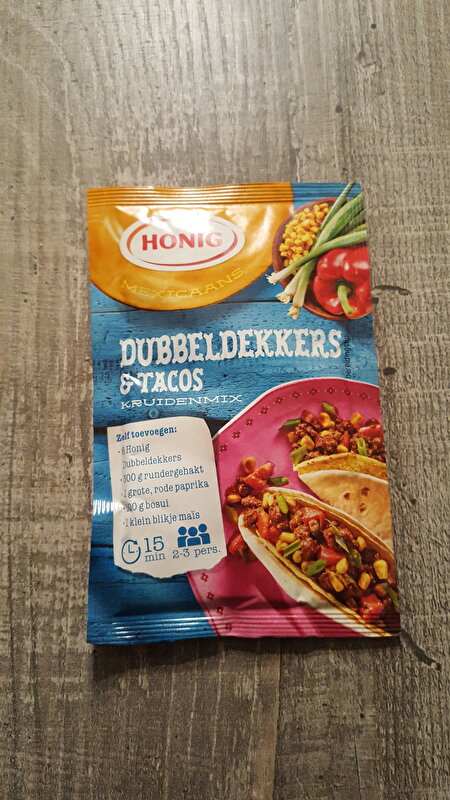 HONIG
MEXICAANS
DUBBELDEKKERS
& TACOS
KRUIDENMIX
Zelf toevoegen:
- 6 Honig
Dubbeldekkers
- 300 g rundergehakt
- 1 grote, rode paprika
g bosui
- 1 klein blikje maïs
15
min
2-3 pers.